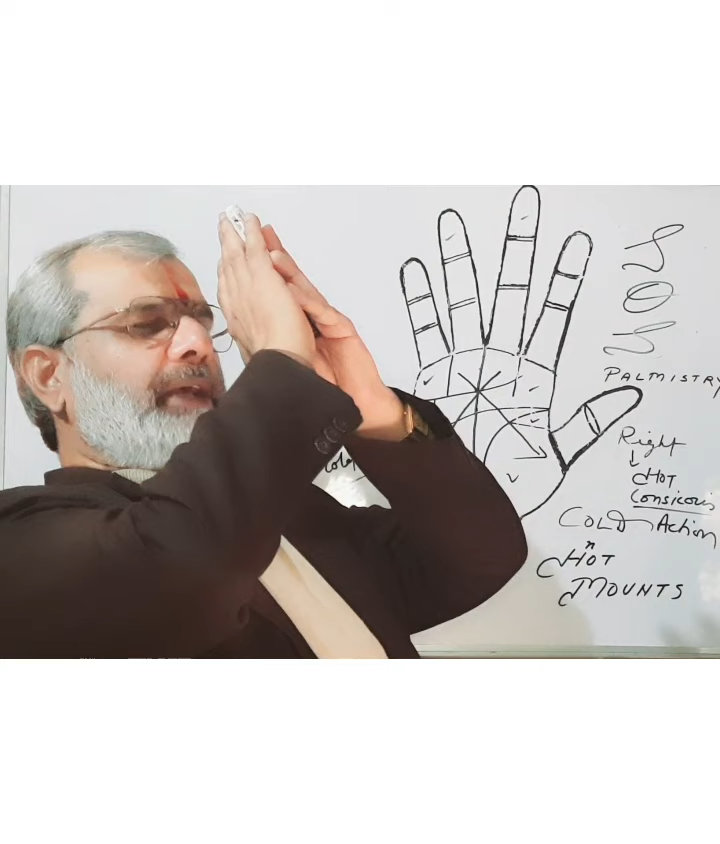 PALMISTRY
Right
↓
HOT
Consicous
Action
COLD
n
HOT
MOUNTS